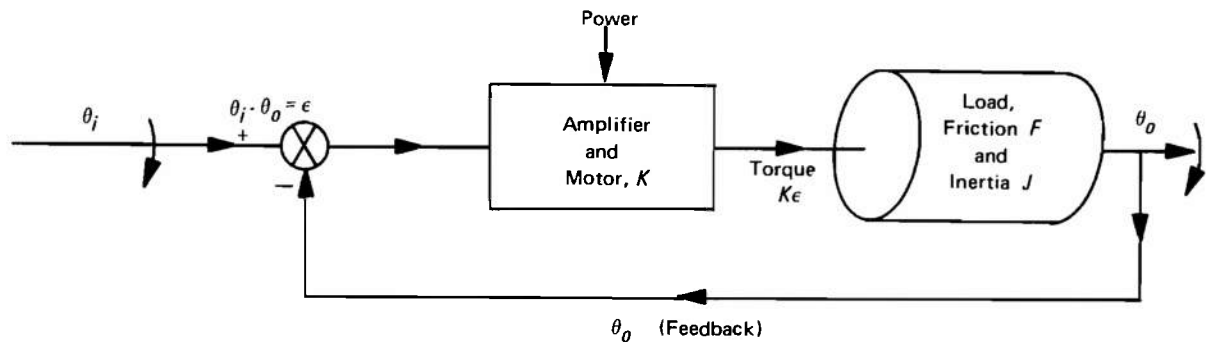 Power
θi
θi - θo = ε
+
−
Amplifier
and
Motor, K
Torque
Kε
Load,
Friction F
and
Inertia J
θo
θo (Feedback)